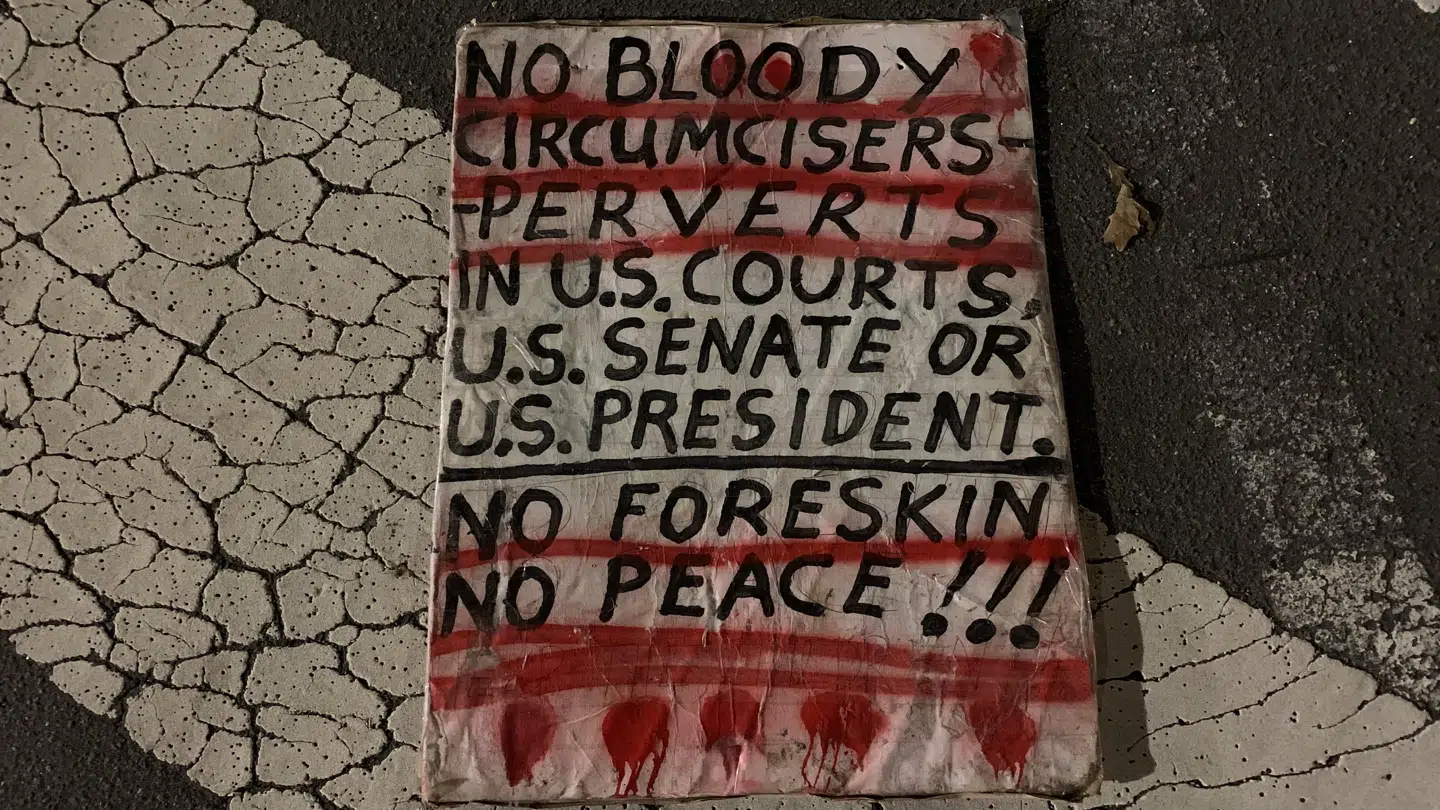 NO BLOODY
CIRCUMCISERS-
-PERVERTS
IN U.S. COURTS,
U.S. SENATE OR
U.S. PRESIDENT.
NO FORESKIN
NO PEACE!!!